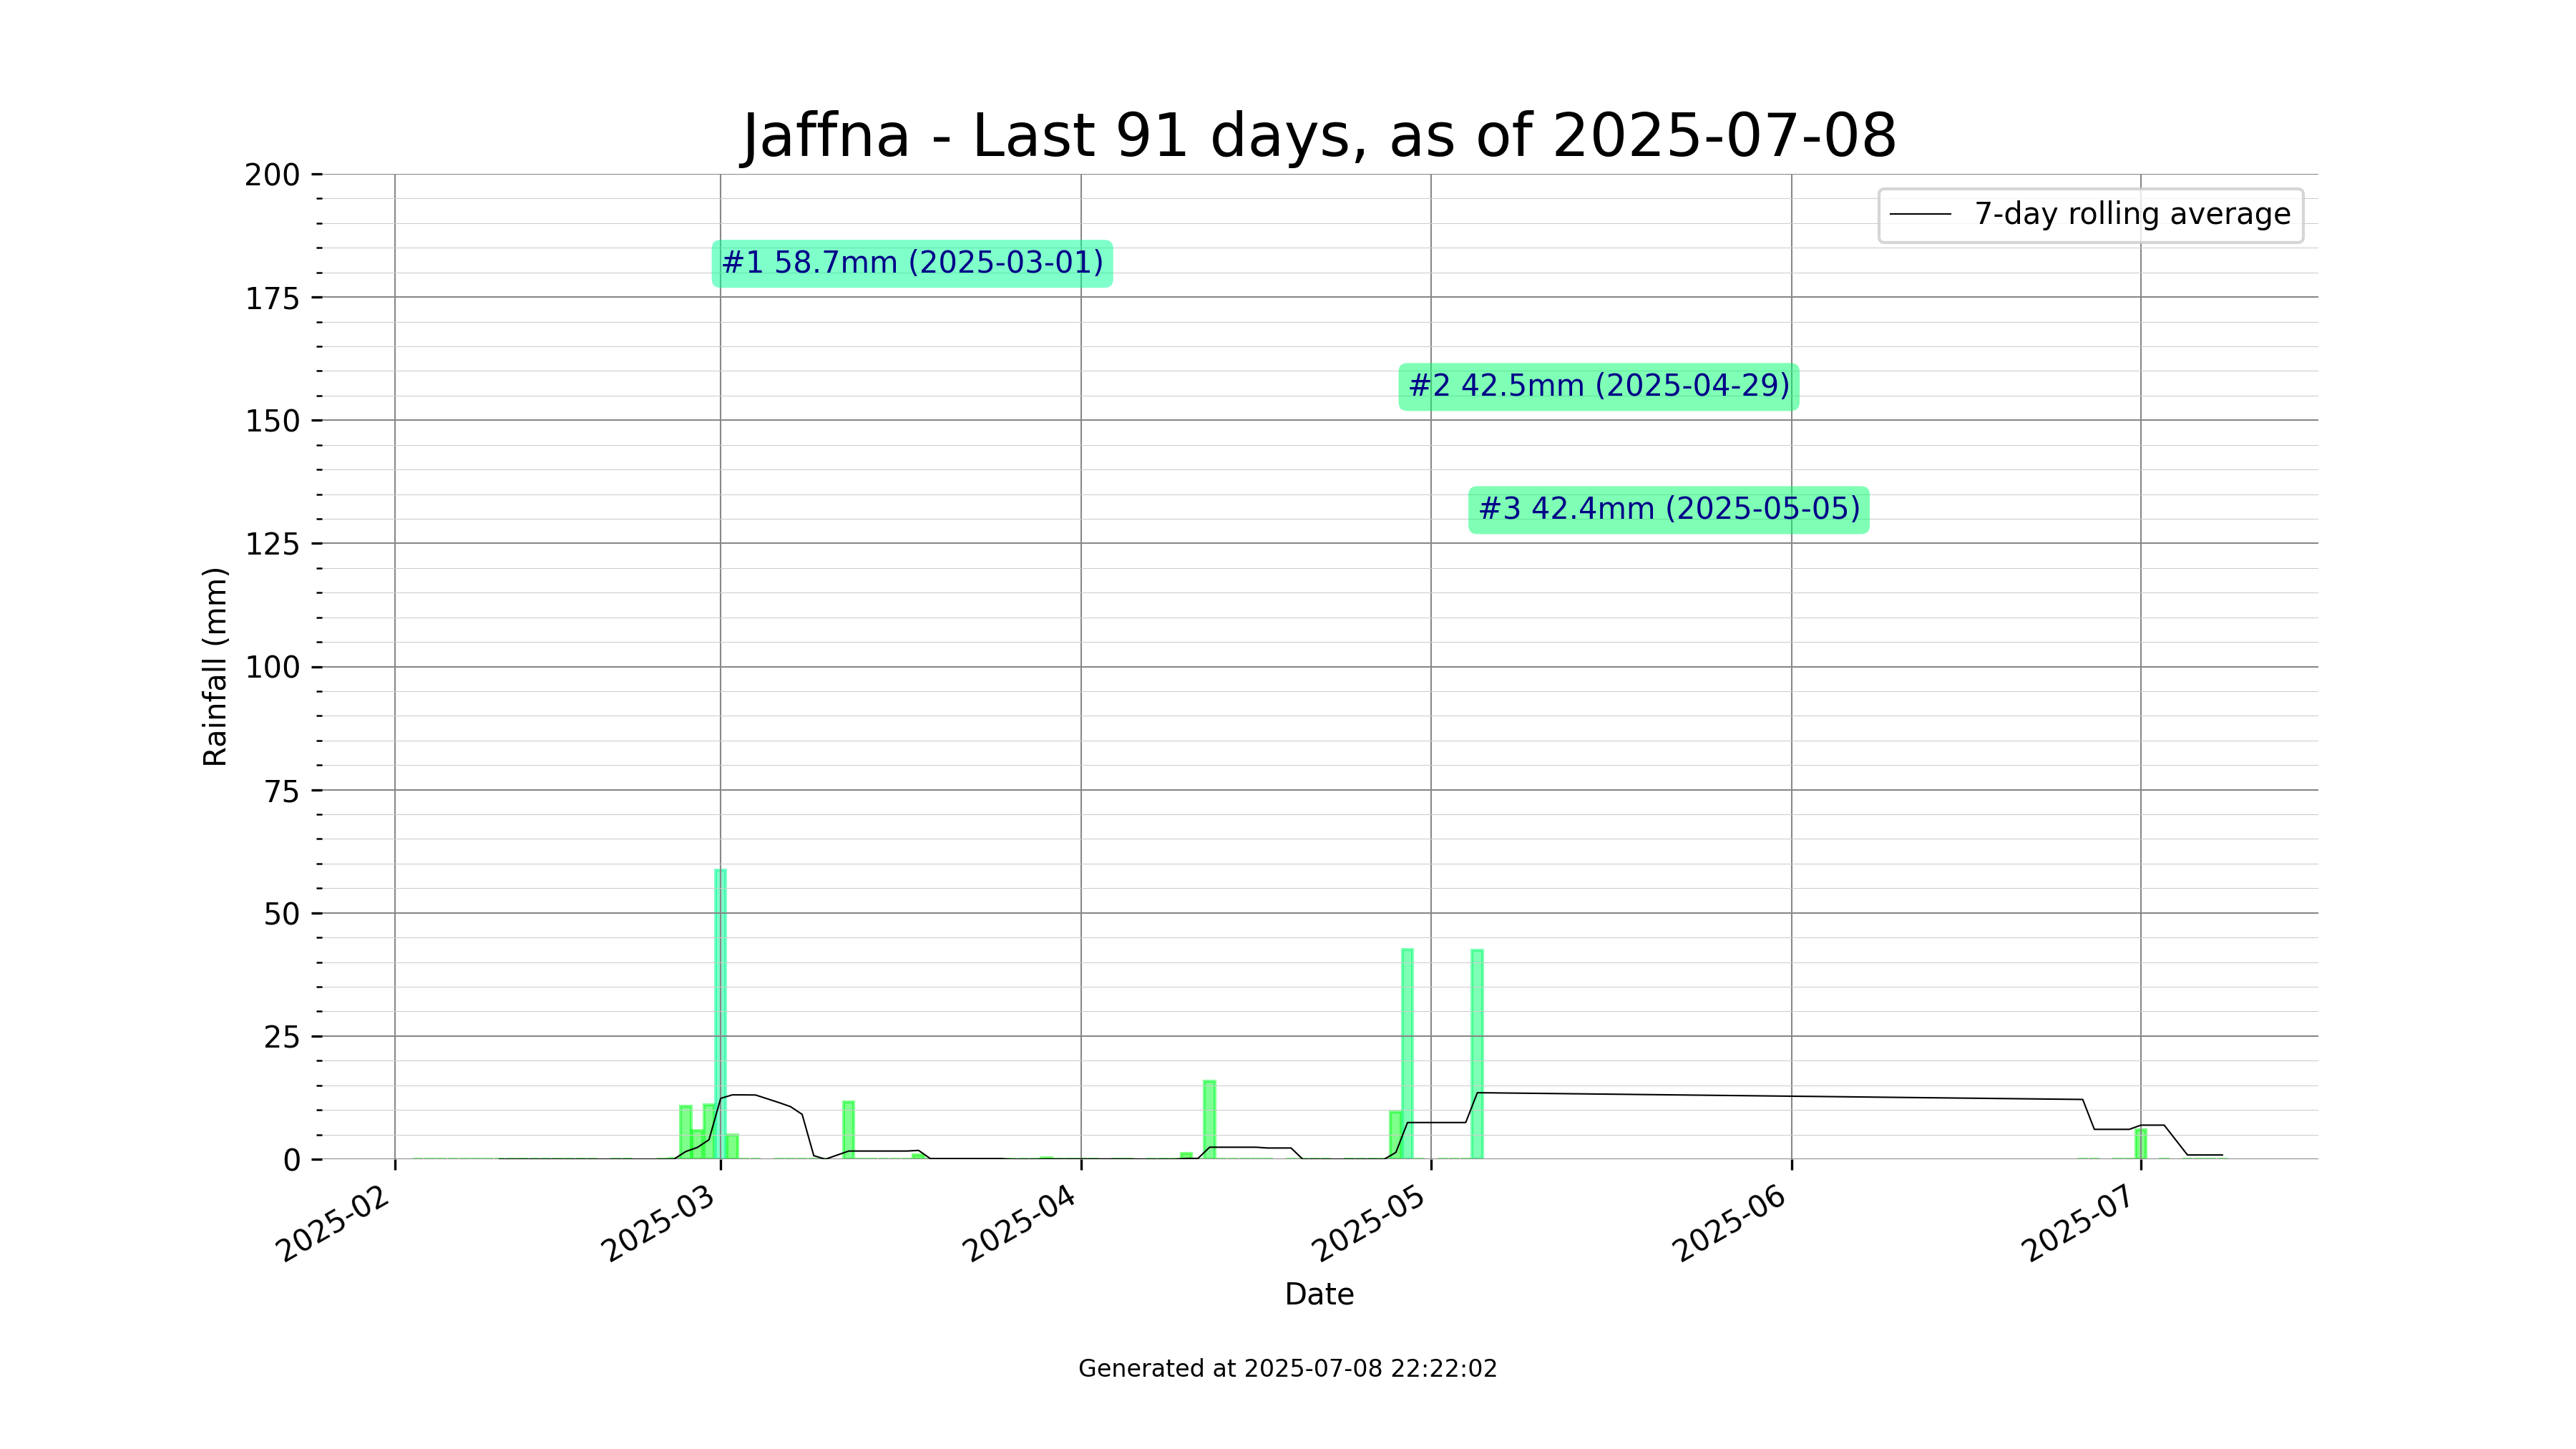 Jaffna - Last 91 days, as of 2025-07-08
7-day rolling average
#1 58.7mm (2025-03-01)
#2 42.5mm (2025-04-29)
#3 42.4mm (2025-05-05)
Rainfall (mm)
200
175
150
125
100
75
50
25
0
2025-02
2025-03
2025-04
2025-05
2025-06
2025-07
Date
Generated at 2025-07-08 22:22:02